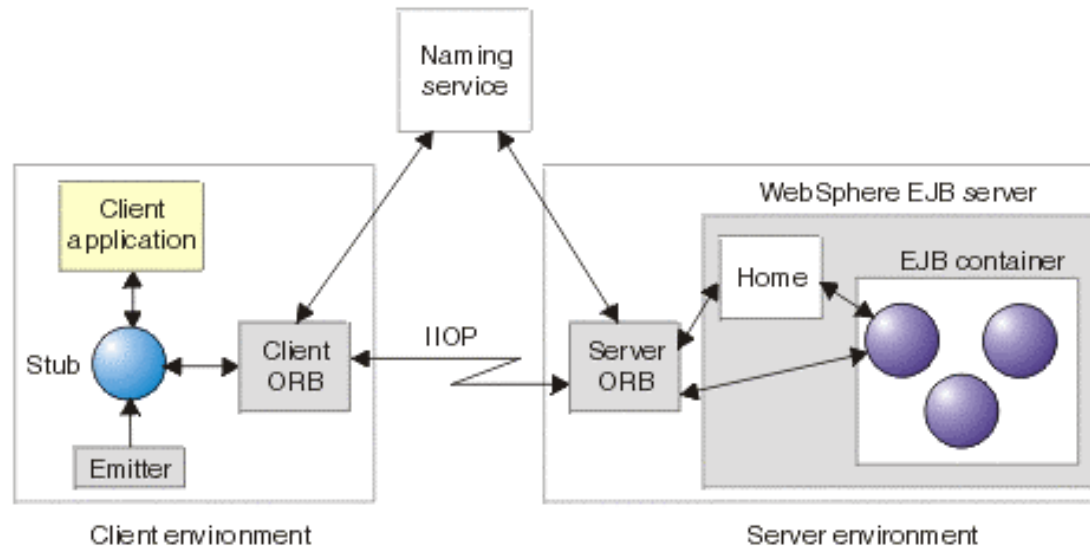 Naming
service
WebSphere EJB server
Client
application
Home
EJB container
Stub
Client
ORB
IIOP
Server
ORB
Emitter
Client environment
Server environment